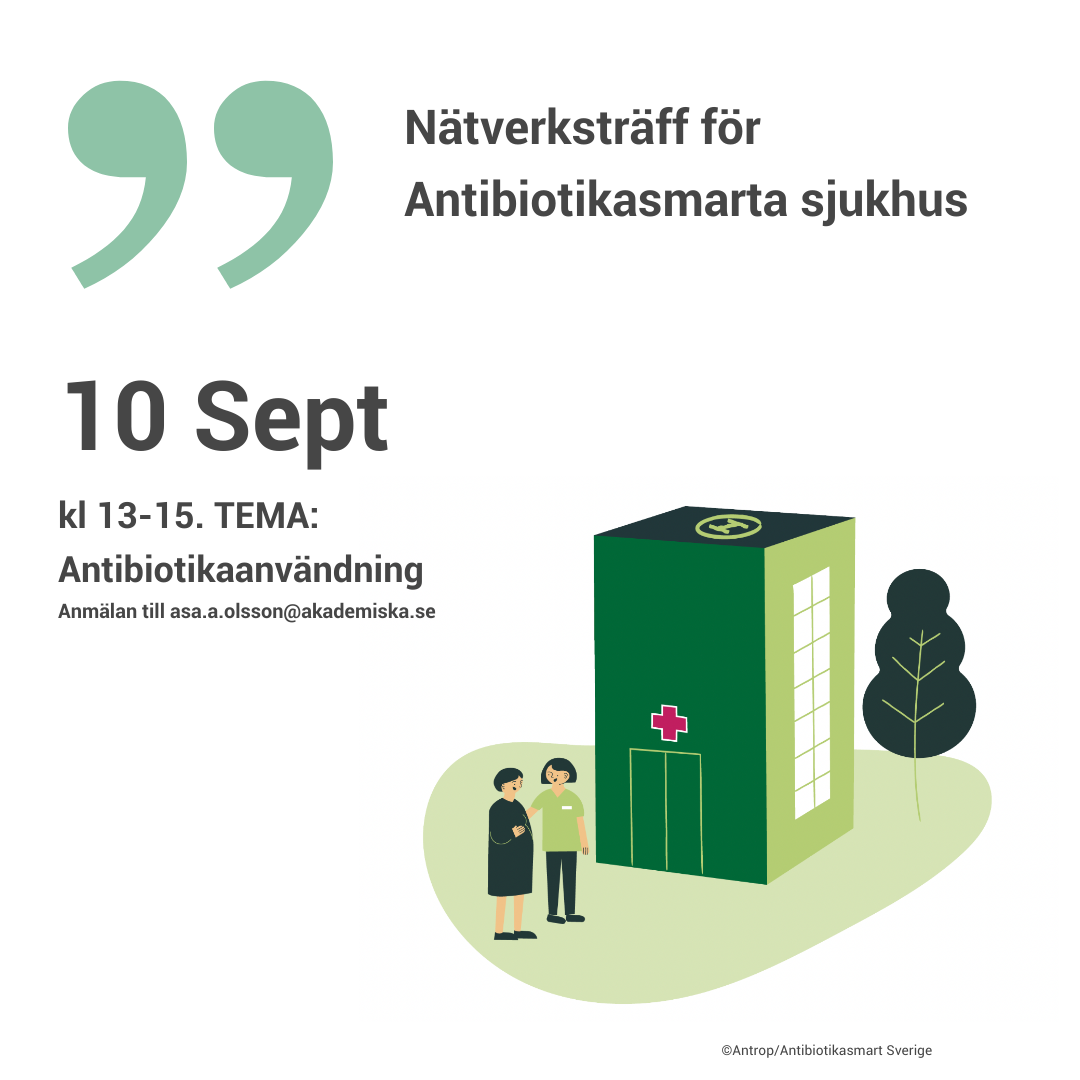 Nätverksträff för
Antibiotikasmarta sjukhus
10 Sept
kl 13-15. TEMA:
Antibiotikaanvändning
Anmälan till asa.a.olsson@akademiska.se
H
©Antrop/Antibiotikasmart Sverige